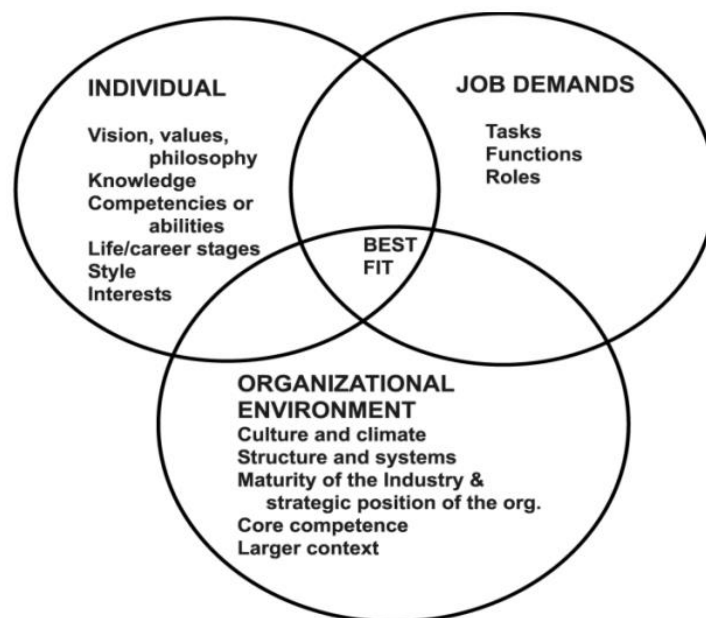 INDIVIDUAL
Vision, values,
philosophy
Knowledge
Competencies or
abilities
Life/career stages
Style
Interests
JOB DEMANDS
Tasks
Functions
Roles
BEST
FIT
ORGANIZATIONAL
ENVIRONMENT
Culture and climate
Structure and systems
Maturity of the Industry &
strategic position of the org.
Core competence
Larger context